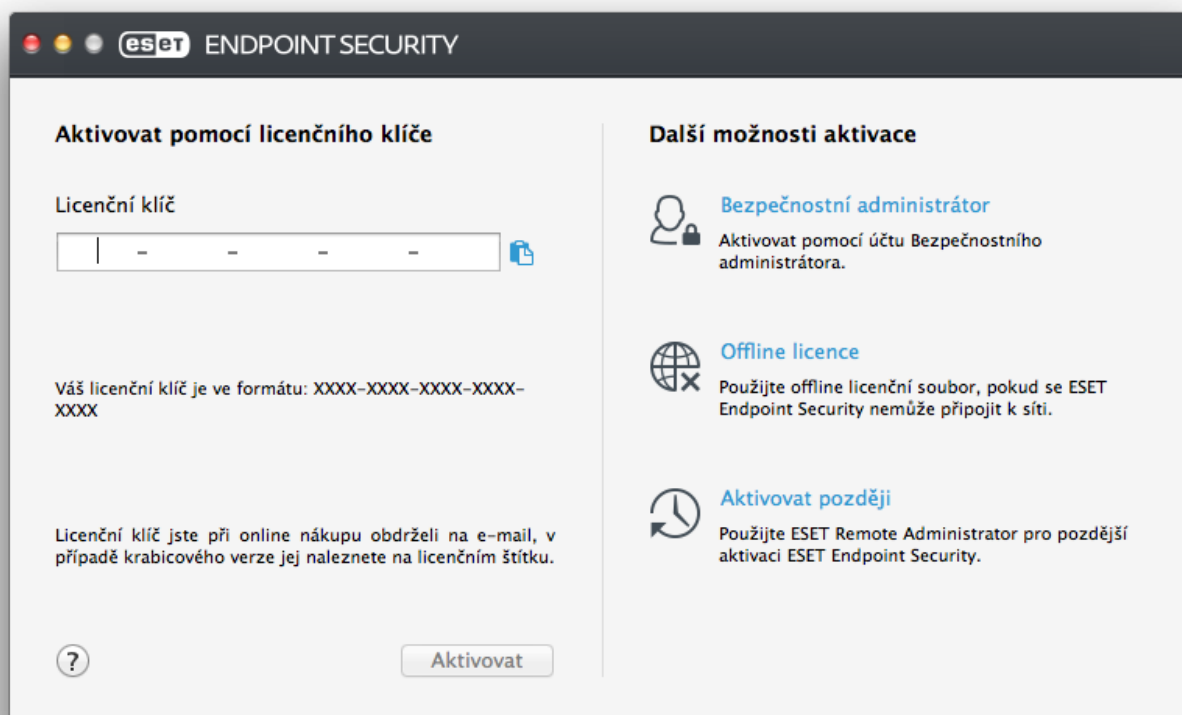 eset ENDPOINT SECURITY
Aktivovat pomocí licenčního klíče
Licenční klíč
- - - -
Váš licenční klíč je ve formátu: XXXX-XXXX-XXXX-XXXX-
XXXX
Licenční klíč jste při online nákupu obdrželi na e-mail, v
případě krabicového verze jej naleznete na licenčním štítku.
?
Aktivovat
Další možnosti aktivace
Bezpečnostní administrátor
Aktivovat pomocí účtu Bezpečnostního
administrátora.
Offline licence
Použijte offline licenční soubor, pokud se ESET
Endpoint Security nemůže připojit k síti.
Aktivovat později
Použijte ESET Remote Administrator pro pozdější
aktivaci ESET Endpoint Security.